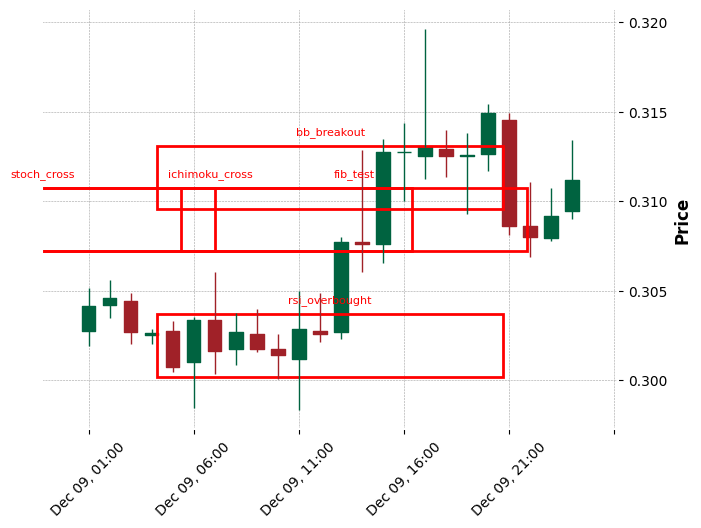 0.320
0.315
bb_breakout
stoch_cross
ichimoku_cross
fib_test
0.310
Price
0.305
rsi_overbought
0.300
Dec 09, 01:00
Dec 09, 06:00
Dec 09, 11:00
Dec 09, 16:00
Dec 09, 21:00